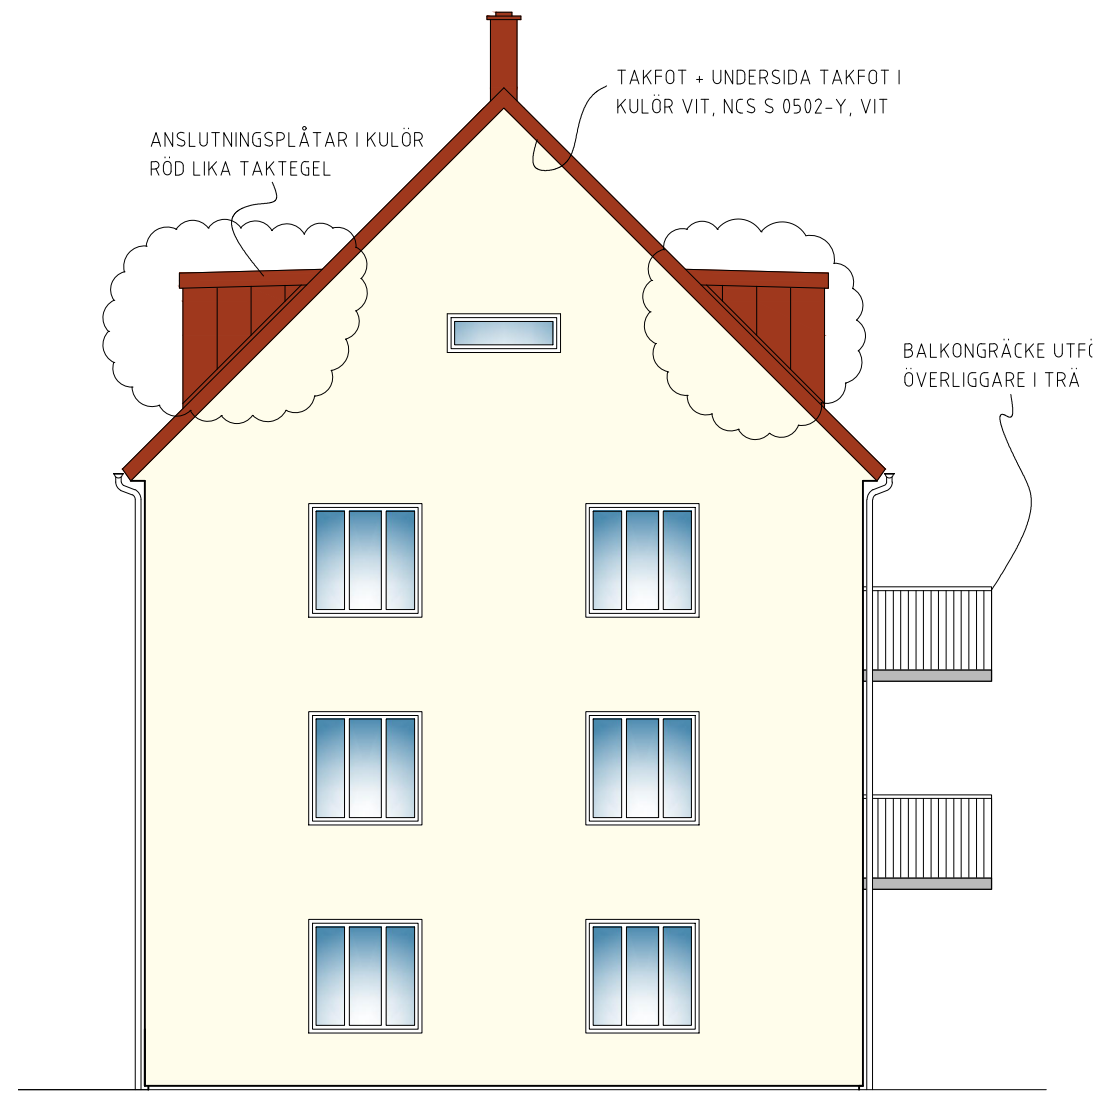 TAKFOT + UNDERSIDA TAKFOT I
KULÖR VIT, NCS S 0502-Y, VIT
ANSLUTNINGSPLÅTAR I KULÖR
RÖD LIKA TAKTEGEL
BALKONGRÄCKE
ÖVERLIGGARE I TRÄ